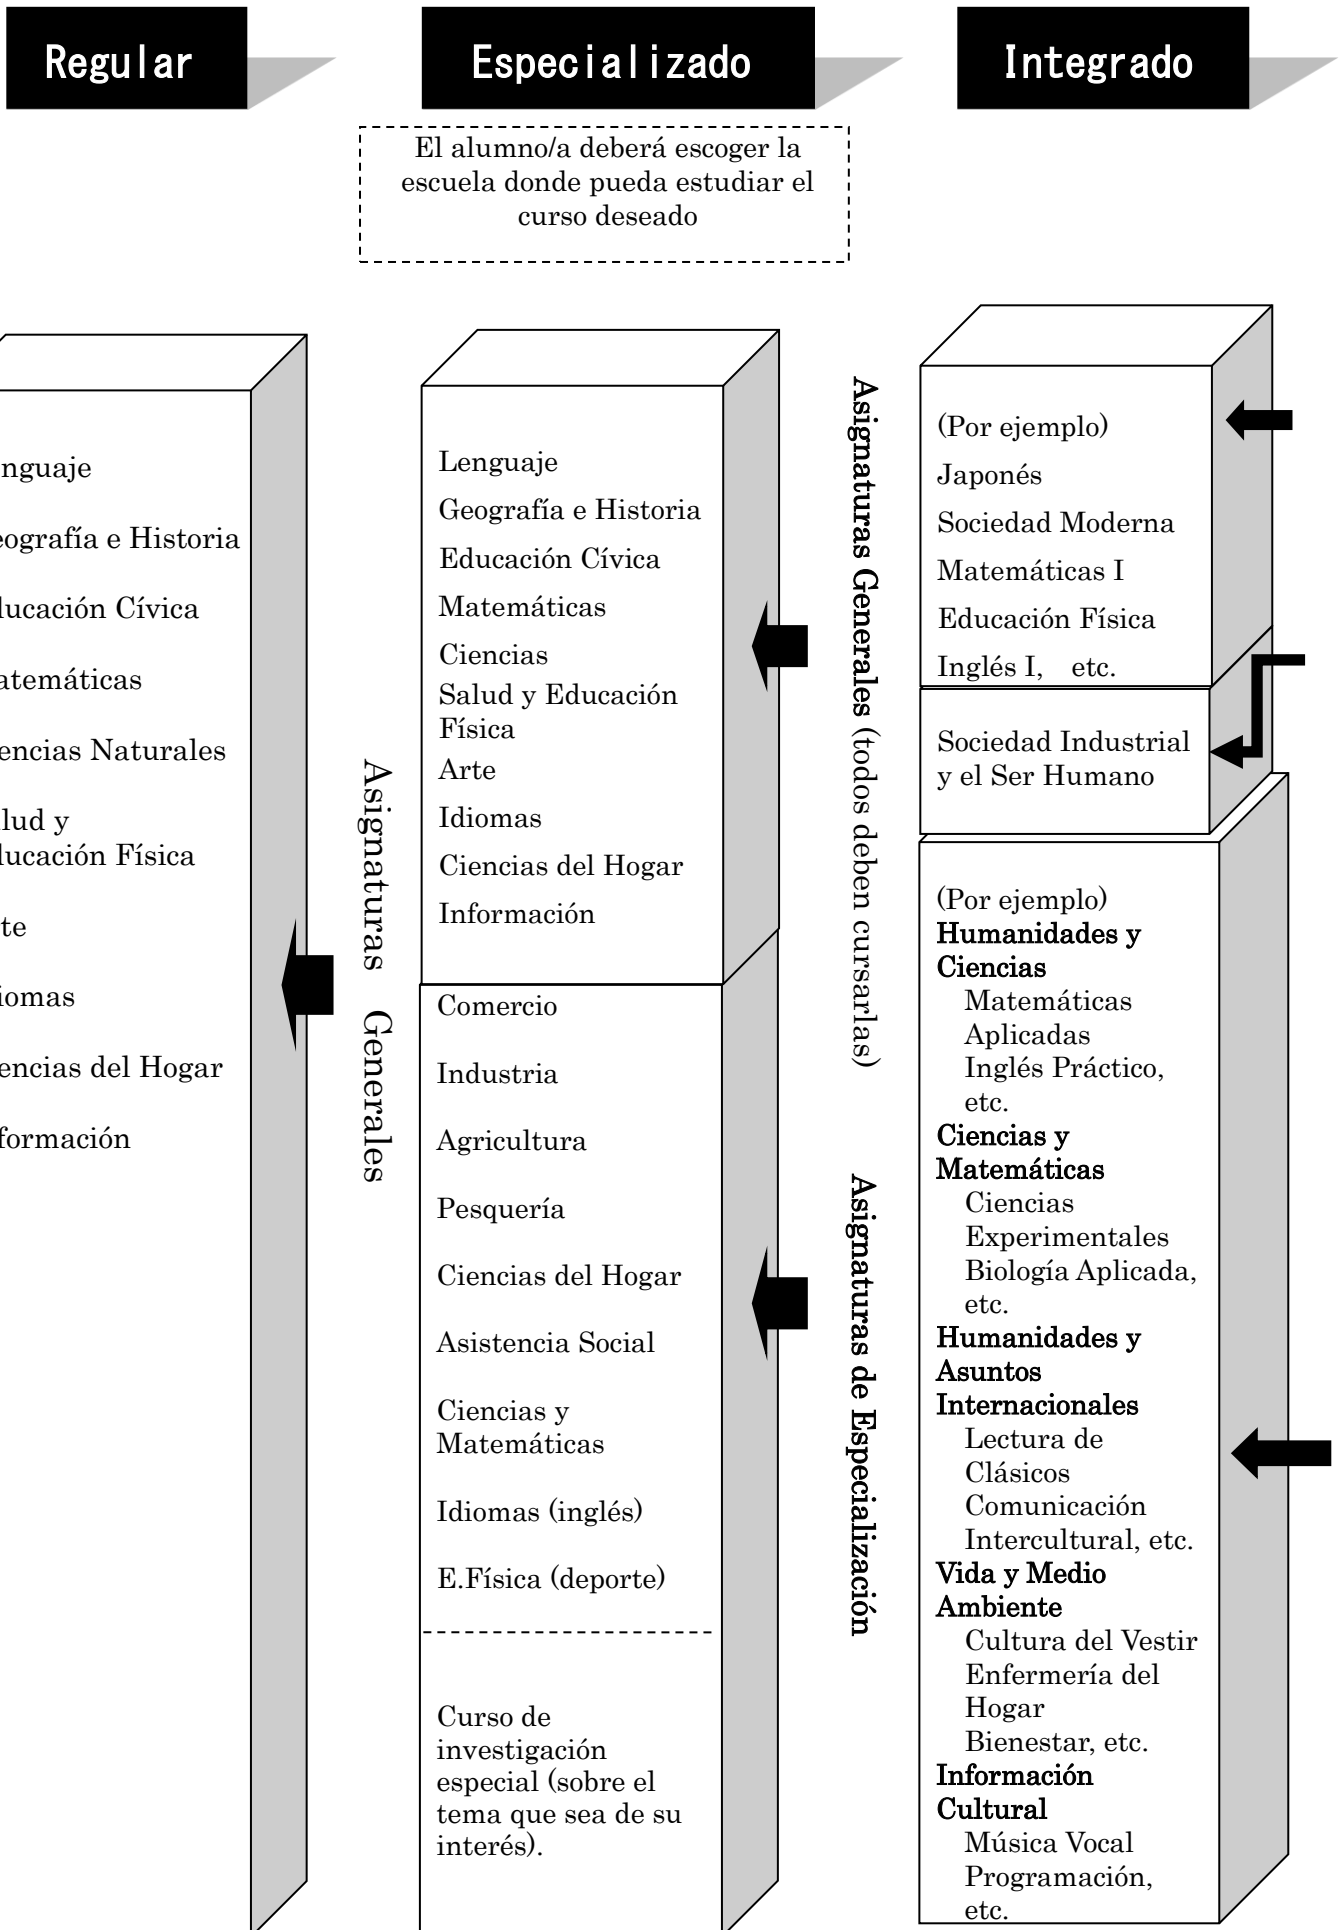 Regular
Especializado
Integrado
El alumno/a deberá escoger la
escuela donde pueda estudiar el
curso deseado
nguaje
eografía e Historia
lucación Cívica
atemáticas
encias Naturales
lud y
lucación Física
te
iomas
encias del Hogar
formación
Asignaturas Generales
Lenguaje
Geografía e Historia
Educación Cívica
Matemáticas
Ciencias
Salud y Educación
Física
Arte
Idiomas
Ciencias del Hogar
Información
Comercio
Industria
Agricultura
Pesquería
Ciencias del Hogar
Asistencia Social
Ciencias y
Matemáticas
Idiomas (inglés)
E.Física (deporte)
Curso de
investigación
especial (sobre el
tema que sea de su
interés).
Asignaturas Generales (todos deben cursarlas)
Asignaturas de Especialización
(Por ejemplo)
Japonés
Sociedad Moderna
Matemáticas I
Educación Física
Inglés I, etc.
Sociedad Industrial
y el Ser Humano
(Por ejemplo)
Humanidades y
Ciencias
Matemáticas
Aplicadas
Inglés Práctico,
etc.
Ciencias y
Matemáticas
Ciencias
Experimentales
Biología Aplicada,
etc.
Humanidades y
Asuntos
Internacionales
Lectura de
Clásicos
Comunicación
Intercultural, etc.
Vida y Medio
Ambiente
Cultura del Vestir
Enfermería del
Hogar
Bienestar, etc.
Información
Cultural
Música Vocal
Programación,
etc.